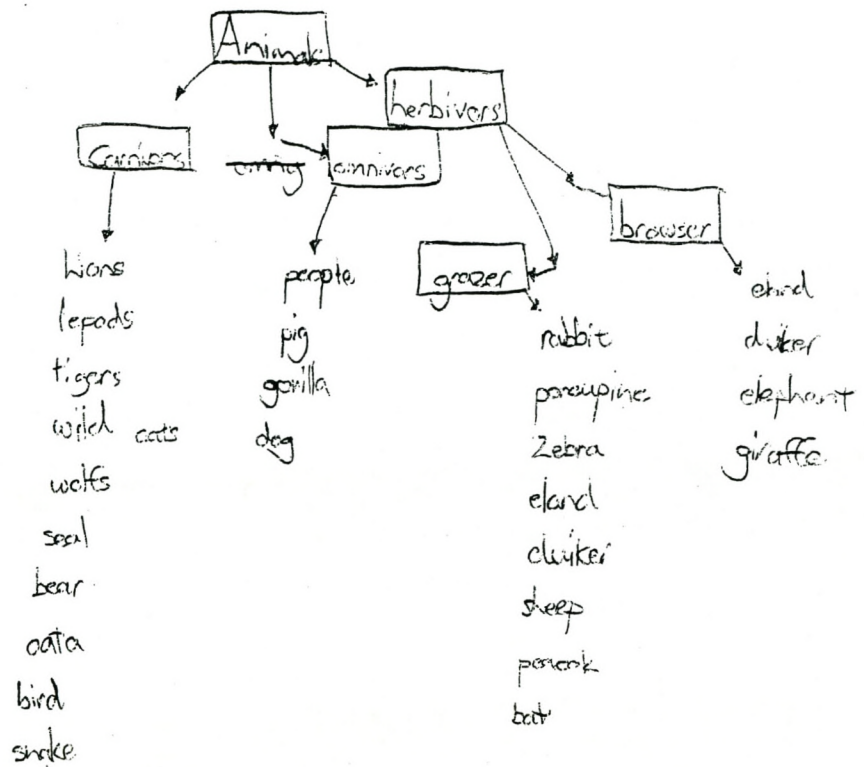 Animals
herbivors
Carnivors
omnivors
browser
grazer
Lions
lepods
tigers
wild cats
wolfs
seal
bear
bird
snake
people
pig
gorilla
dog
rabbit
porcupines
Zebra
eland
duiker
sheep
bat
eland
duiker
elephant
giraffe